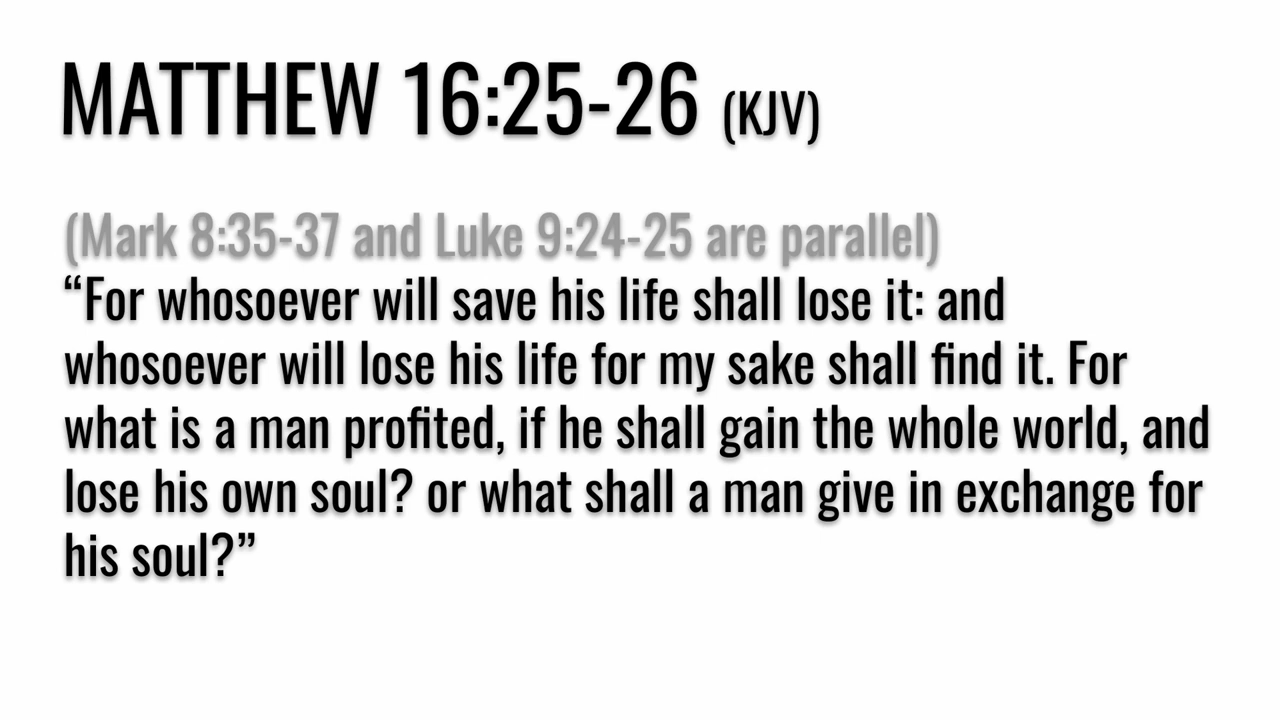 MATTHEW 16:25-26 (KJV)
(Mark 8:35-37 and Luke 9:24-25 are parallel)
“For whosoever will save his life shall lose it: and
whosoever will lose his life for my sake shall find it. For
what is a man profited, if he shall gain the whole world, and
lose his own soul? or what shall a man give in exchange for
his soul?”